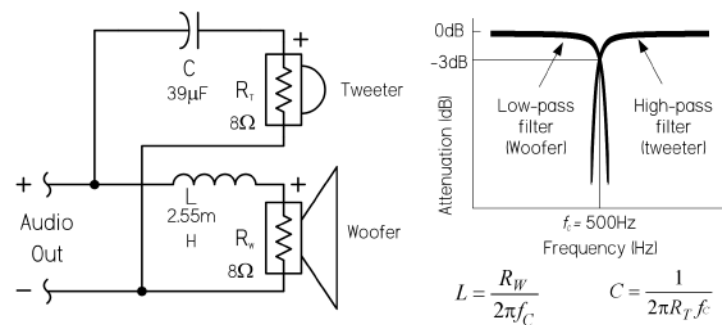 C
39μF
+
R_T
8Ω
Tweeter
+
Audio
Out
−
L
2.55m
H
+
R_W
8Ω
Woofer
Attenuation (dB)
0dB
−3dB
Low-pass
filter
(Woofer)
High-pass
filter
(tweeter)
f_c = 500Hz
Frequency (Hz)
L = R_W / 2πf_C
C = 1 / 2πR_T f_C